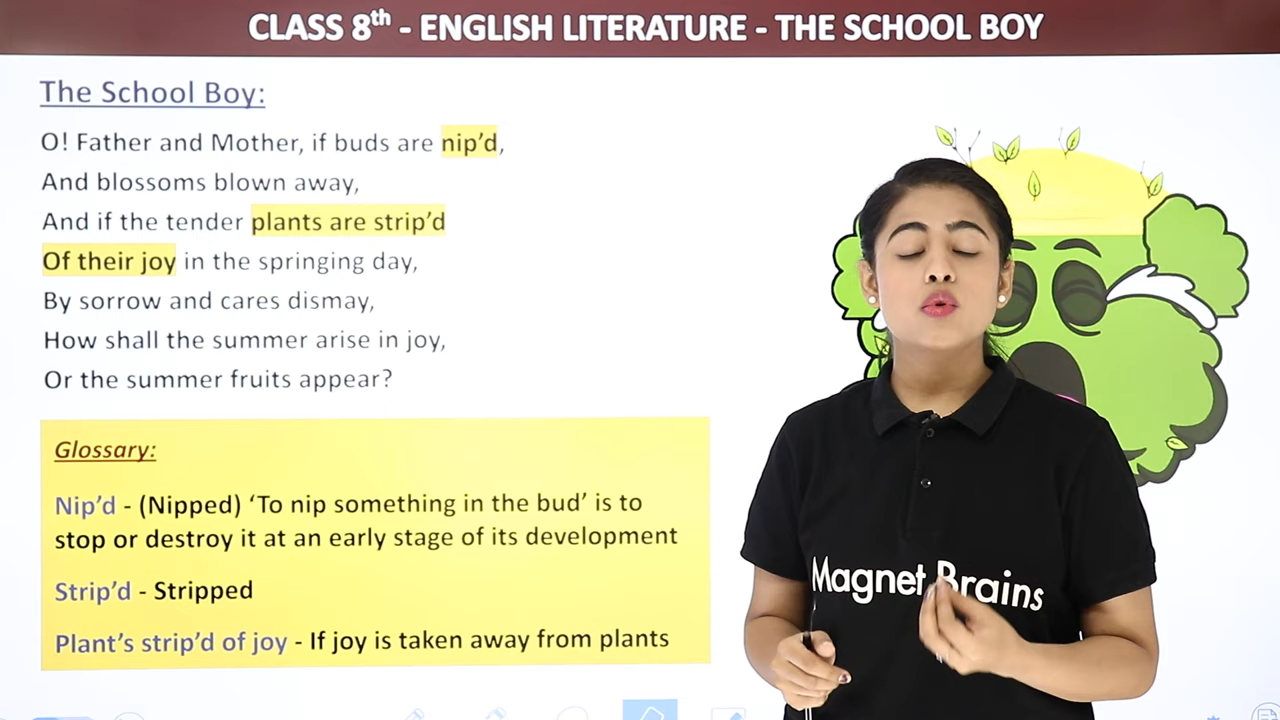 CLASS 8th - ENGLISH LITERATURE - THE SCHOOL BOY
The School Boy:
O! Father and Mother, if buds are nip’d,
And blossoms blown away,
And if the tender plants are strip’d
Of their joy in the springing day,
By sorrow and cares dismay,
How shall the summer arise in joy,
Or the summer fruits appear?
Glossary:
Nip’d - (Nipped) ‘To nip something in the bud’ is to
stop or destroy it at an early stage of its development
Strip’d - Stripped
Plant’s strip’d of joy - If joy is taken away from plants
Magnet Brains